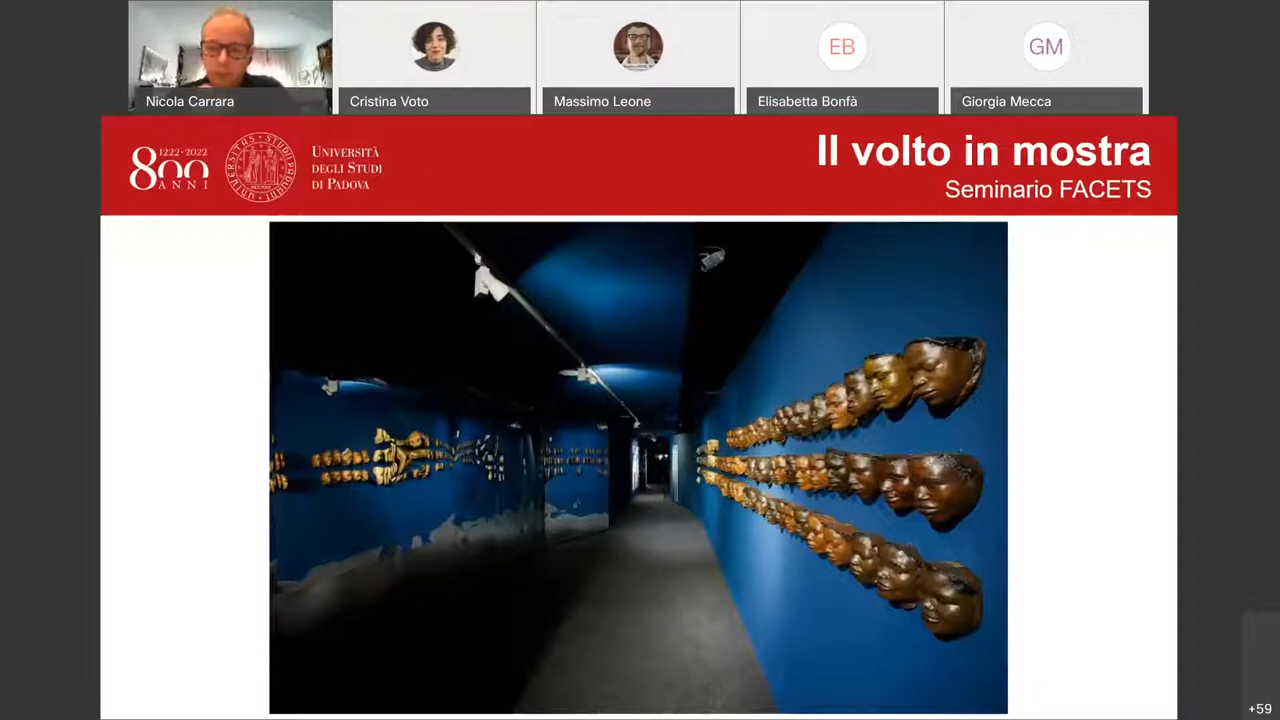 Nicola Carrara
Cristina Voto
Massimo Leone
EB
Elisabetta Bonfà
GM
Giorgia Mecca
1222·2022
800
ANNI
UNIVERSITÀ
DEGLI STUDI
DI PADOVA
Il volto in mostra
Seminario FACETS
+59